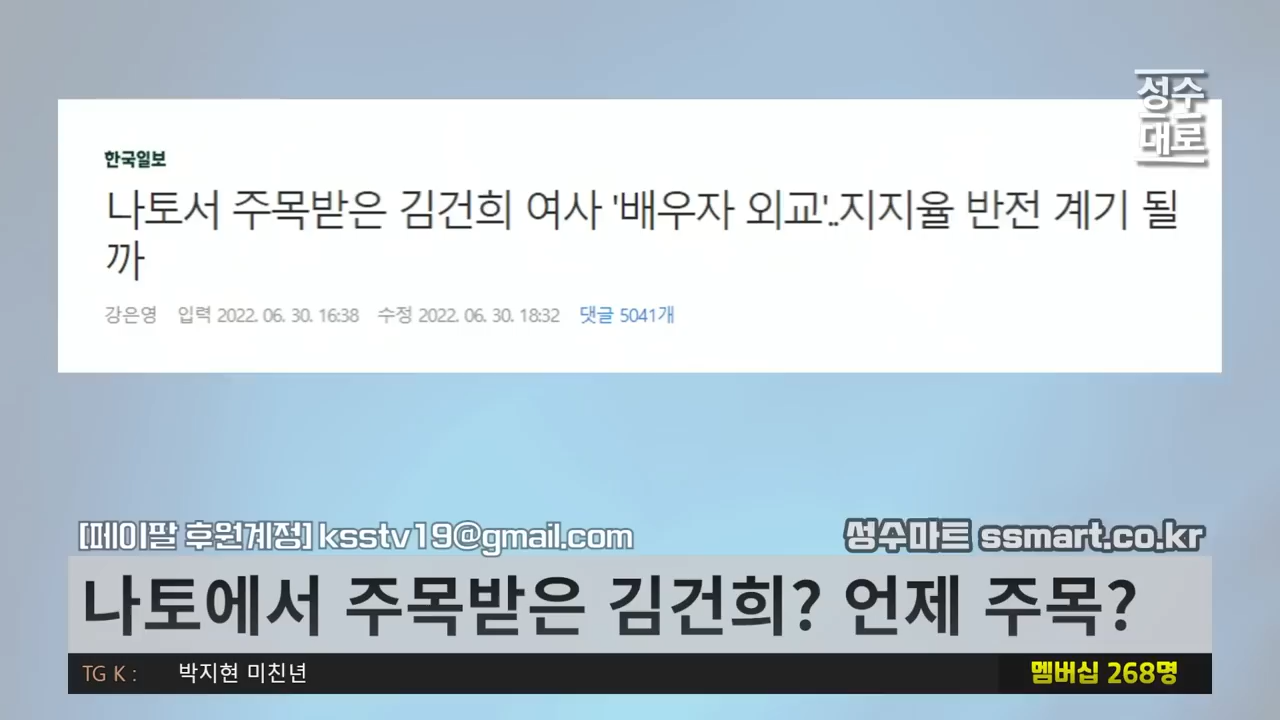 성수
대로
한국일보
나토서 주목받은 김건희 여사 '배우자 외교'..지지율 반전 계기 될
까
강은영 입력 2022. 06. 30. 16:38 수정 2022. 06. 30. 18:32 댓글 5041개
[페이팔 후원계정] ksstv19@gmail.com 성수마트 ssmart.co.kr
나토에서 주목받은 김건희? 언제 주목?
TG K : 박지현 미친년 멤버십 268명